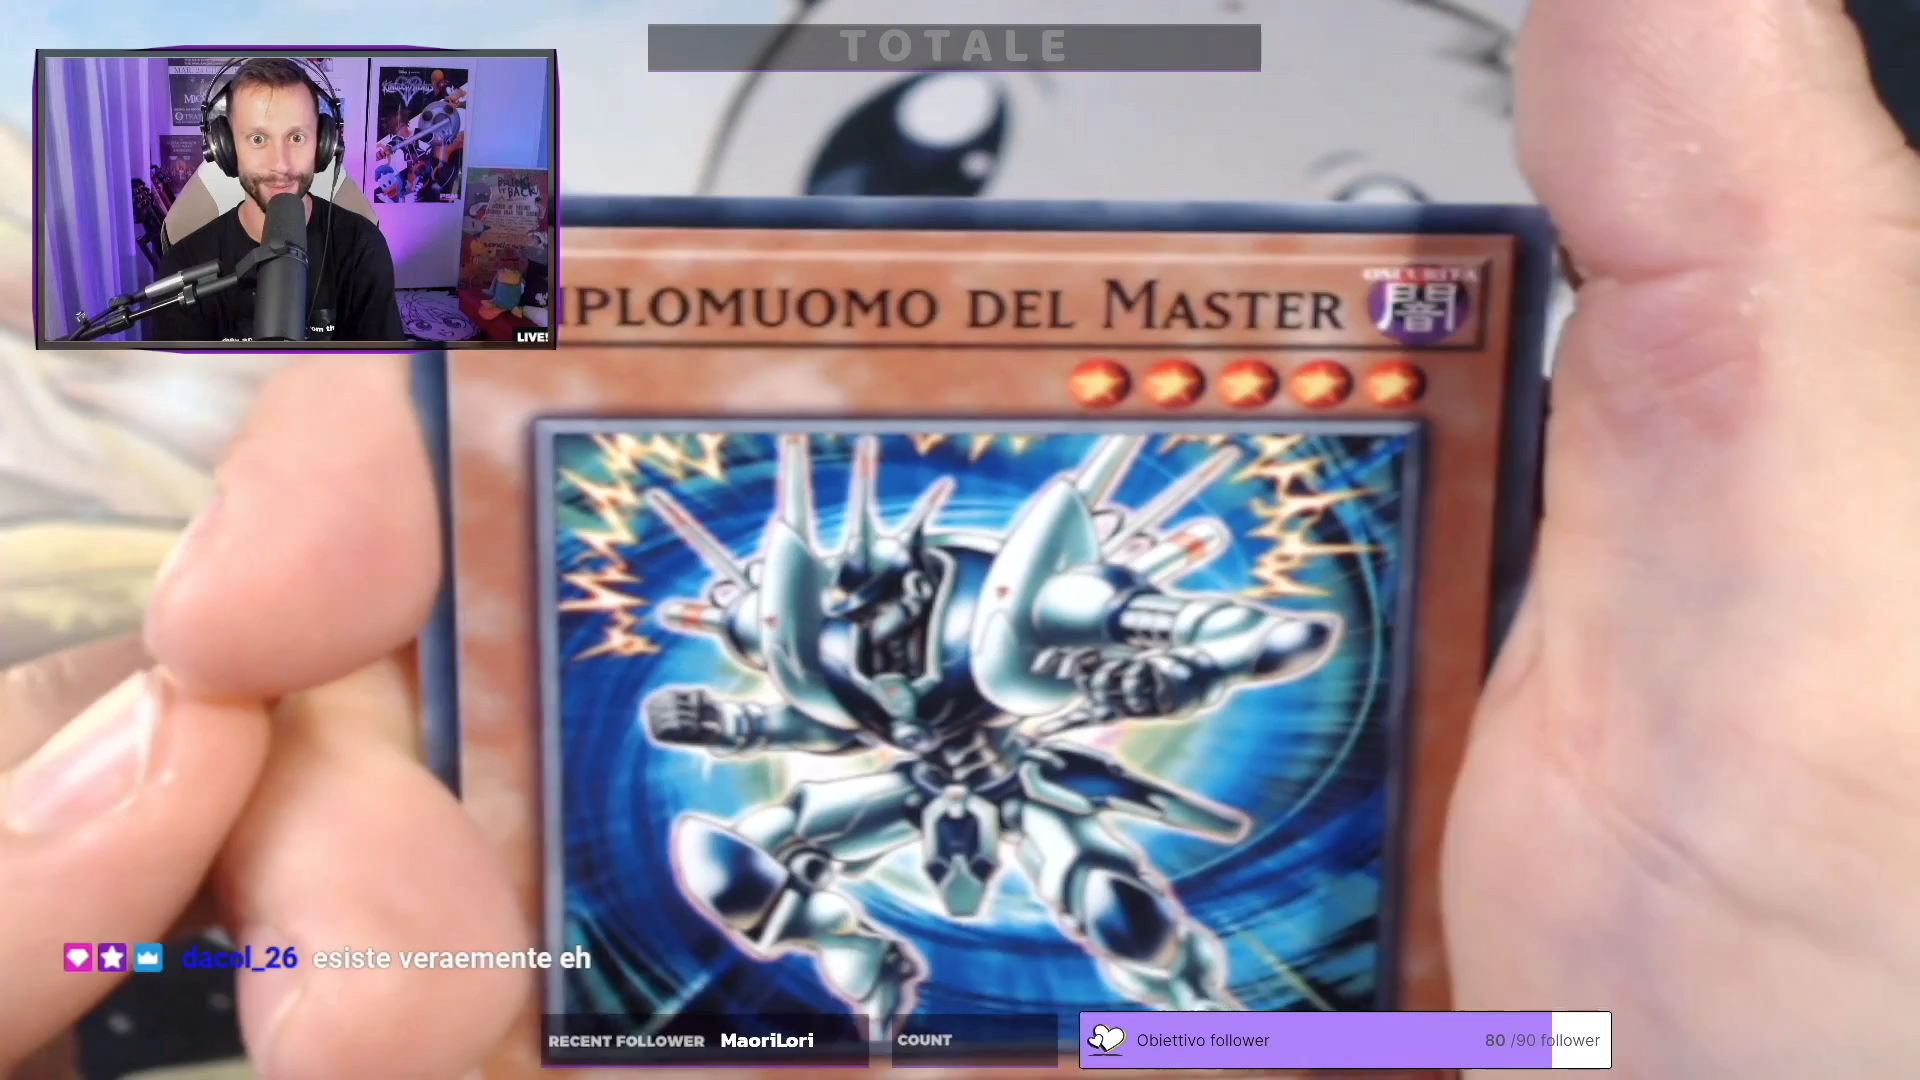 TOTALE
LIVE!
IPLOMUOMO DEL MASTER
OSCURITÀ
闇
dacol_26 esiste veraemente eh
RECENT FOLLOWER MaoriLori
COUNT
Obiettivo follower 80 /90 follower